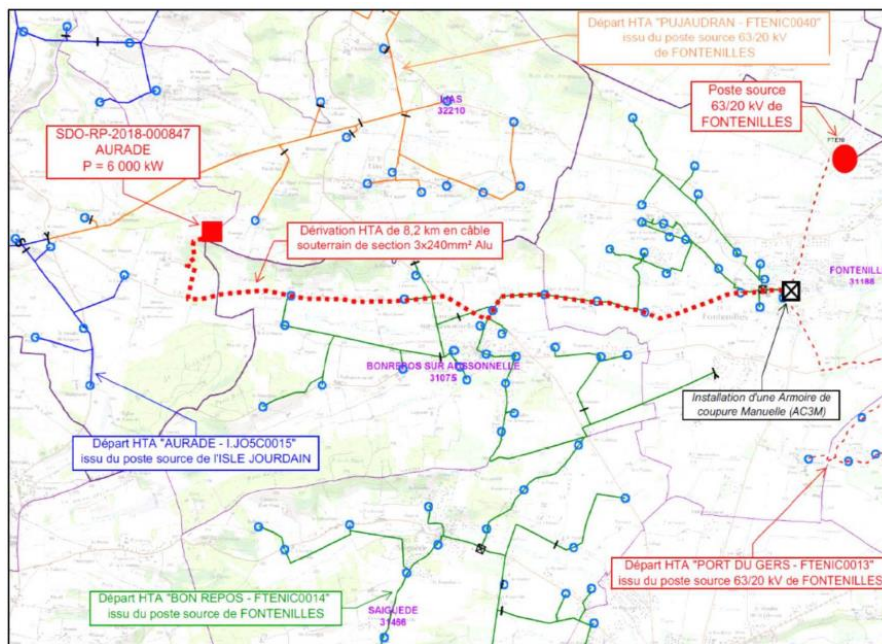 Départ HTA "PUJAUDRAN - FTENIC0040"
issu du poste source 63/20 kV
de FONTENILLES
Poste source
63/20 kV de
FONTENILLES
LIAS
32210
SDO-RP-2018-000847
AURADE
P = 6 000 kW
Dérivation HTA de 8,2 km en câble
souterrain de section 3x240mm² Alu
FONTENILL
31188
Fontenilles
BONREPOS SUR AUSSONNELLE
31075
Installation d'une Armoire de
coupure Manuelle (AC3M)
Départ HTA "AURADE - I.JO5C0015"
issu du poste source de l'ISLE JOURDAIN
Départ HTA "PORT DU GERS - FTENIC0013"
issu du poste source 63/20 kV de FONTENILLES
Départ HTA "BON REPOS - FTENIC0014"
issu du poste source de FONTENILLES
SAIGUEDE
31466